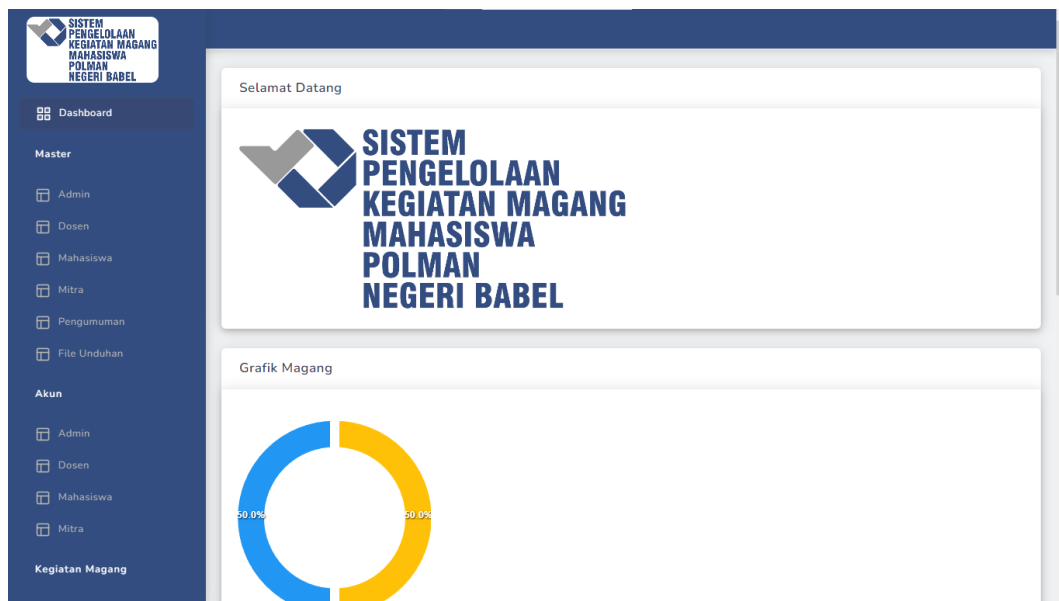 SISTEM
PENGELOLAAN
KEGIATAN MAGANG
MAHASISWA
POLMAN
NEGERI BABEL
Dashboard
Master
Admin
Dosen
Mahasiswa
Mitra
Pengumuman
File Unduhan
Akun
Admin
Dosen
Mahasiswa
Mitra
Kegiatan Magang
Selamat Datang
SISTEM
PENGELOLAAN
KEGIATAN MAGANG
MAHASISWA
POLMAN
NEGERI BABEL
Grafik Magang
50.0%
50.0%